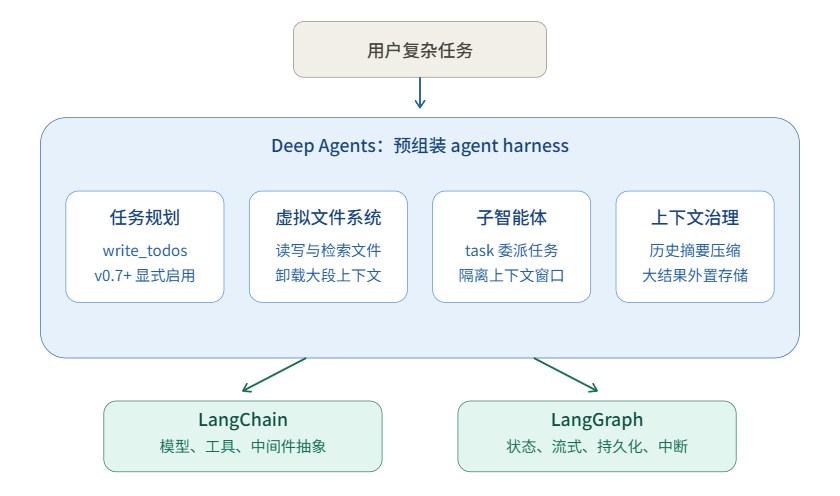 用户复杂任务
Deep Agents：预组装 agent harness
任务规划
write_todos
v0.7+ 显式启用
虚拟文件系统
读写与检索文件
卸载大段上下文
子智能体
task 委派任务
隔离上下文窗口
上下文治理
历史摘要压缩
大结果外置存储
LangChain
模型、工具、中间件抽象
LangGraph
状态、流式、持久化、中断